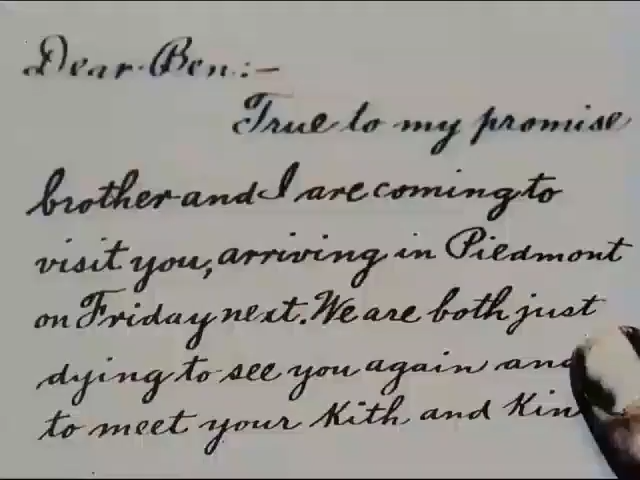 Dear Ben:-
True to my promise
brother and I are coming to
visit you, arriving in Piedmont
on Friday next. We are both just
dying to see you again and
to meet your Kith and Kin